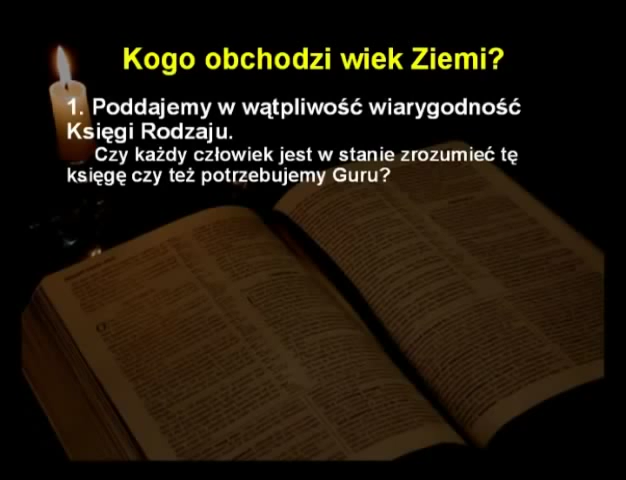 Kogo obchodzi wiek Ziemi?
1. Poddajemy w wątpliwość wiarygodność
Księgi Rodzaju.
Czy każdy człowiek jest w stanie zrozumieć tę
księgę czy też potrzebujemy Guru?